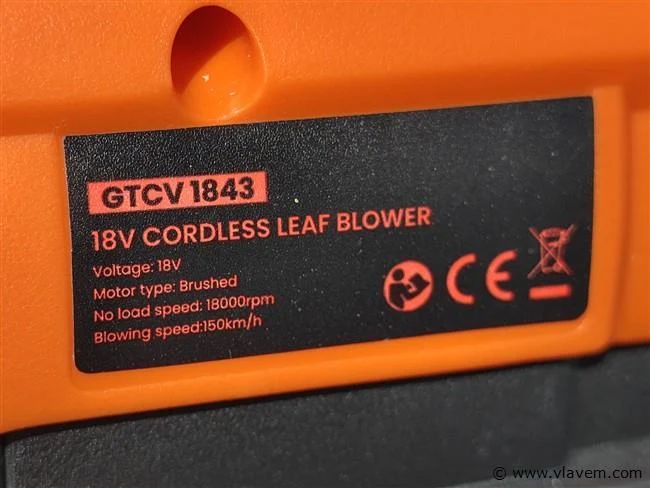 GTCV 1843
18V CORDLESS LEAF BLOWER
Voltage: 18V
Motor type: Brushed
No load speed: 18000rpm
Blowing speed:150km/h
CE
© www.vlavem.com